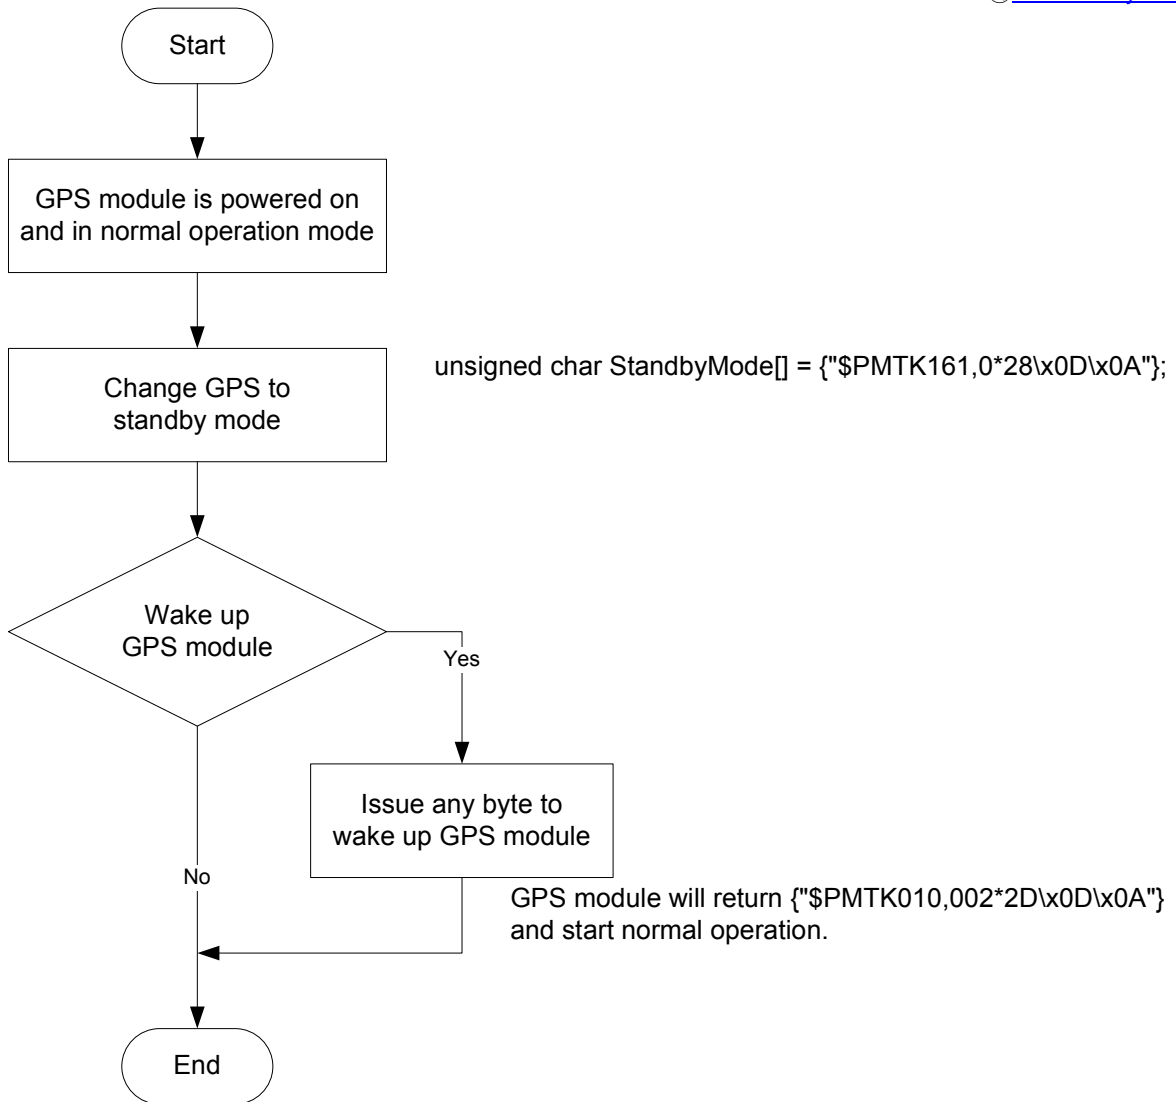 Start
GPS module is powered on
and in normal operation mode
Change GPS to
standby mode
unsigned char StandbyMode[] = {"$PMTK161,0*28\x0D\x0A"};
Wake up
GPS module
Yes
Issue any byte to
wake up GPS module
No
GPS module will return {"$PMTK010,002*2D\x0D\x0A"}
and start normal operation.
End